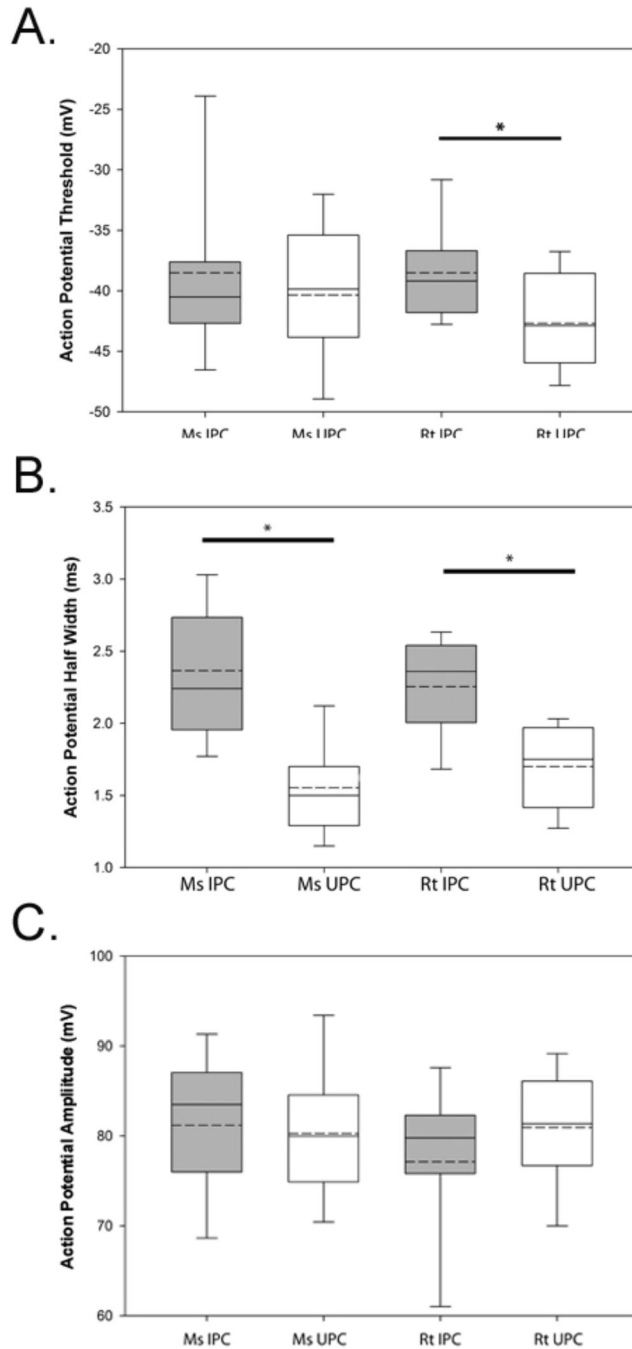 A.
Action Potential Threshold (mV)
-20
-25
-30
-35
-40
-45
-50
*
Ms IPC Ms UPC Rt IPC Rt UPC
B.
Action Potential Half Width (ms)
3.5
3.0
2.5
2.0
1.5
1.0
* *
Ms IPC Ms UPC Rt IPC Rt UPC
C.
Action Potential Ampliitude (mV)
100
90
80
70
60
Ms IPC Ms UPC Rt IPC Rt UPC